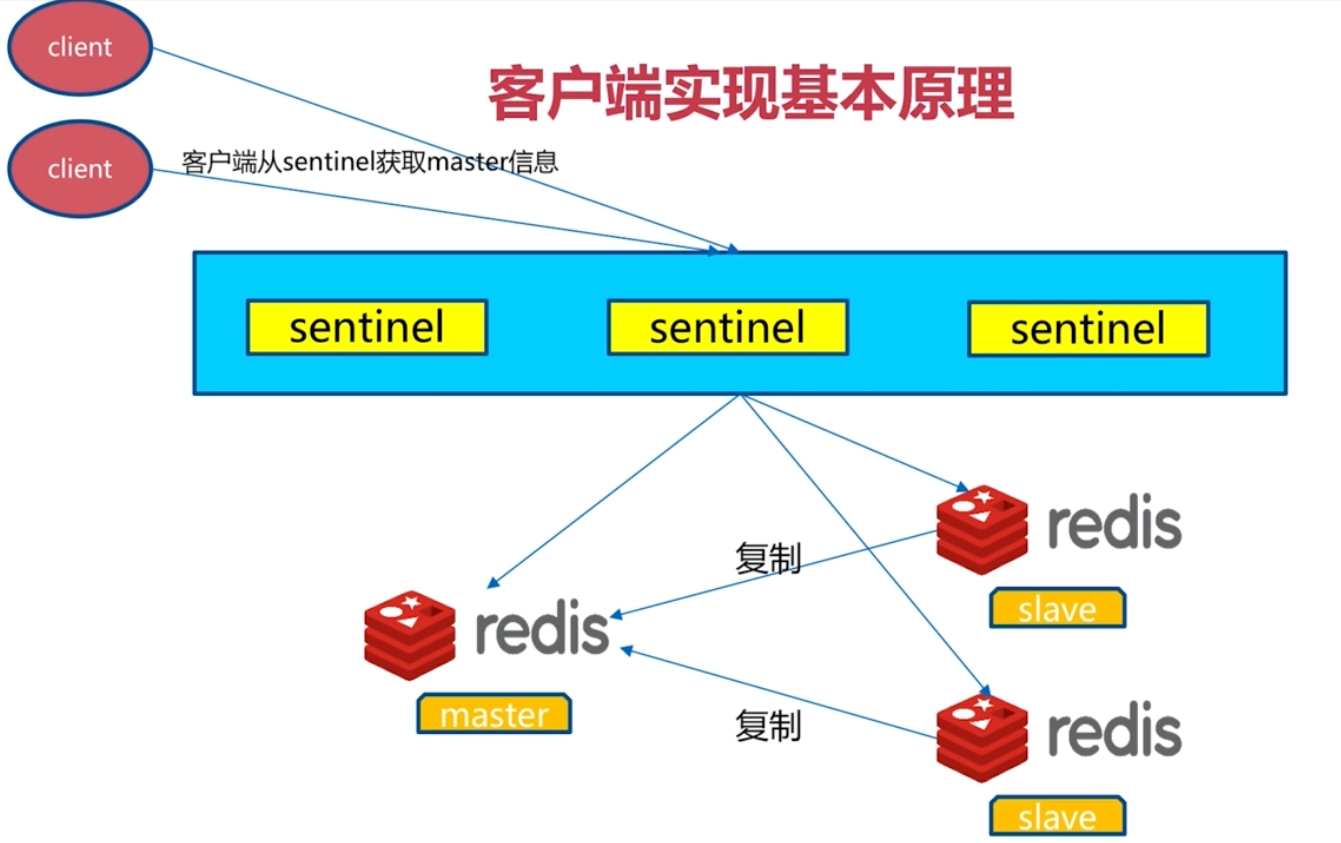 client
客户端实现基本原理
client
客户端从sentinel获取master信息
sentinel
sentinel
sentinel
redis
复制
slave
redis
master
复制
redis
slave